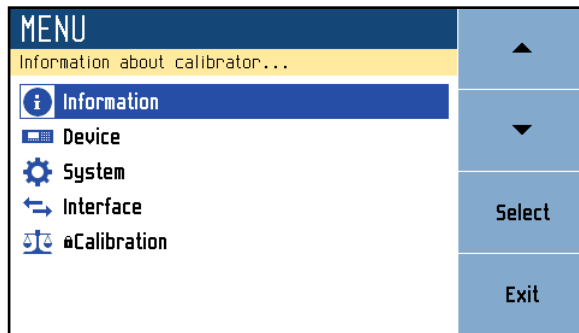 MENU
Information about calibrator...
Information
Device
System
Interface
Calibration
Select
Exit